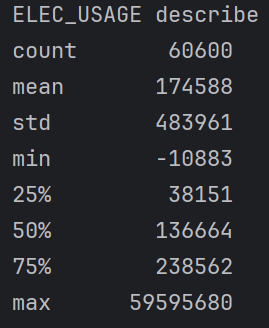 ELEC_USAGE describe
count 60600
mean 174588
std 483961
min -10883
25% 38151
50% 136664
75% 238562
max 59595680